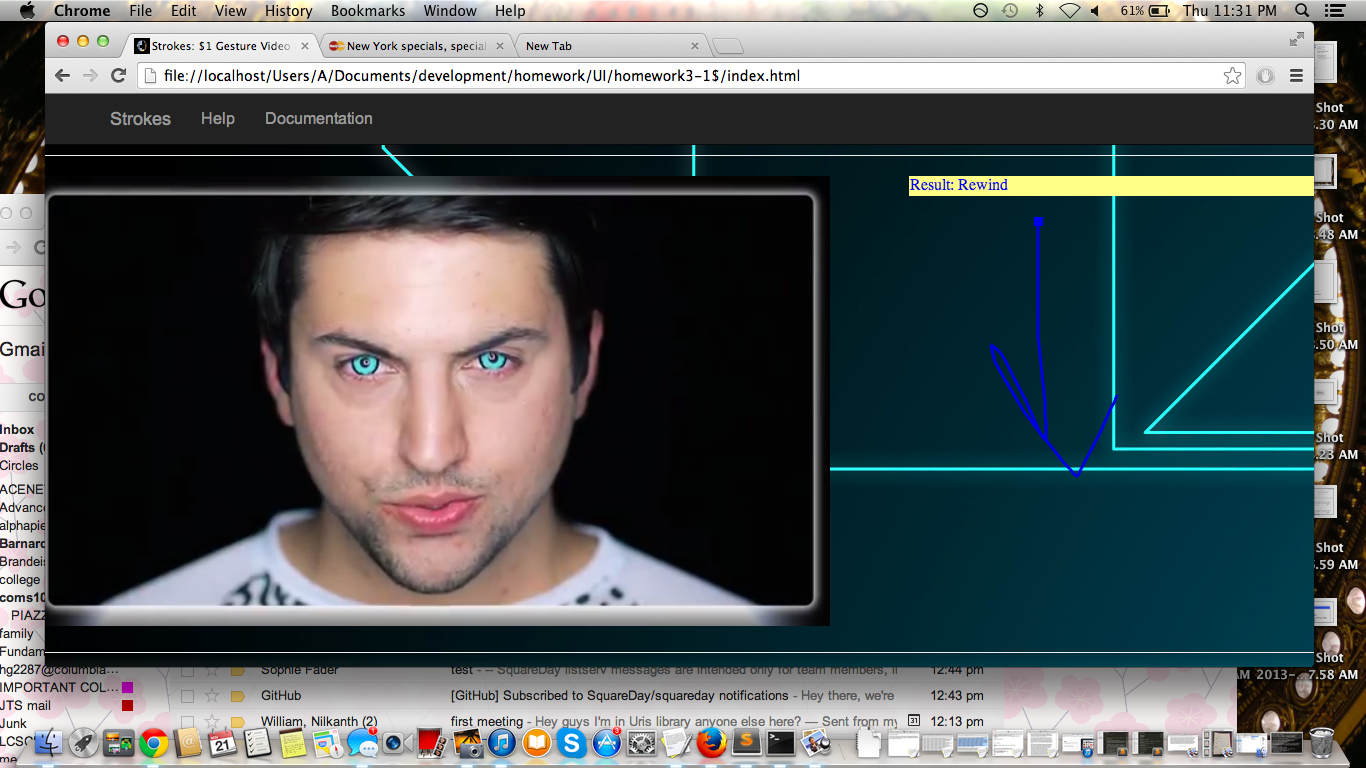 Chrome File Edit View History Bookmarks Window Help 61% Thu 11:31 PM
Strokes: $1 Gesture Video New York specials, special New Tab
file://localhost/Users/A/Documents/development/homework/UI/homework3-1$/index.html
Strokes Help Documentation
Result: Rewind
Shot
.30 AM
Shot
.48 AM
Shot
.50 AM
Shot
.23 AM
Shot
.59 AM
Shot
AM 2013-...7.58 AM
Go
Gmai
co
Inbox
Drafts (
Circles
ACENE
Advanc
alphapie
Barnard
Brandeis
college
coms10
PIAZZ
family
Fundam
hg2287@columbia...
IMPORTANT COL...
JTS mail
Junk
LCSC
me
Sophie Fader test - -- SquareDay listserv messages are intended only for team members, 12:44 pm
GitHub [GitHub] Subscribed to SquareDay/squareday notifications - Hey there, we're 12:43 pm
William, Nilkanth (2) first meeting - Hey guys I'm in Uris library anyone else here? — Sent from my 31 12:13 pm
21